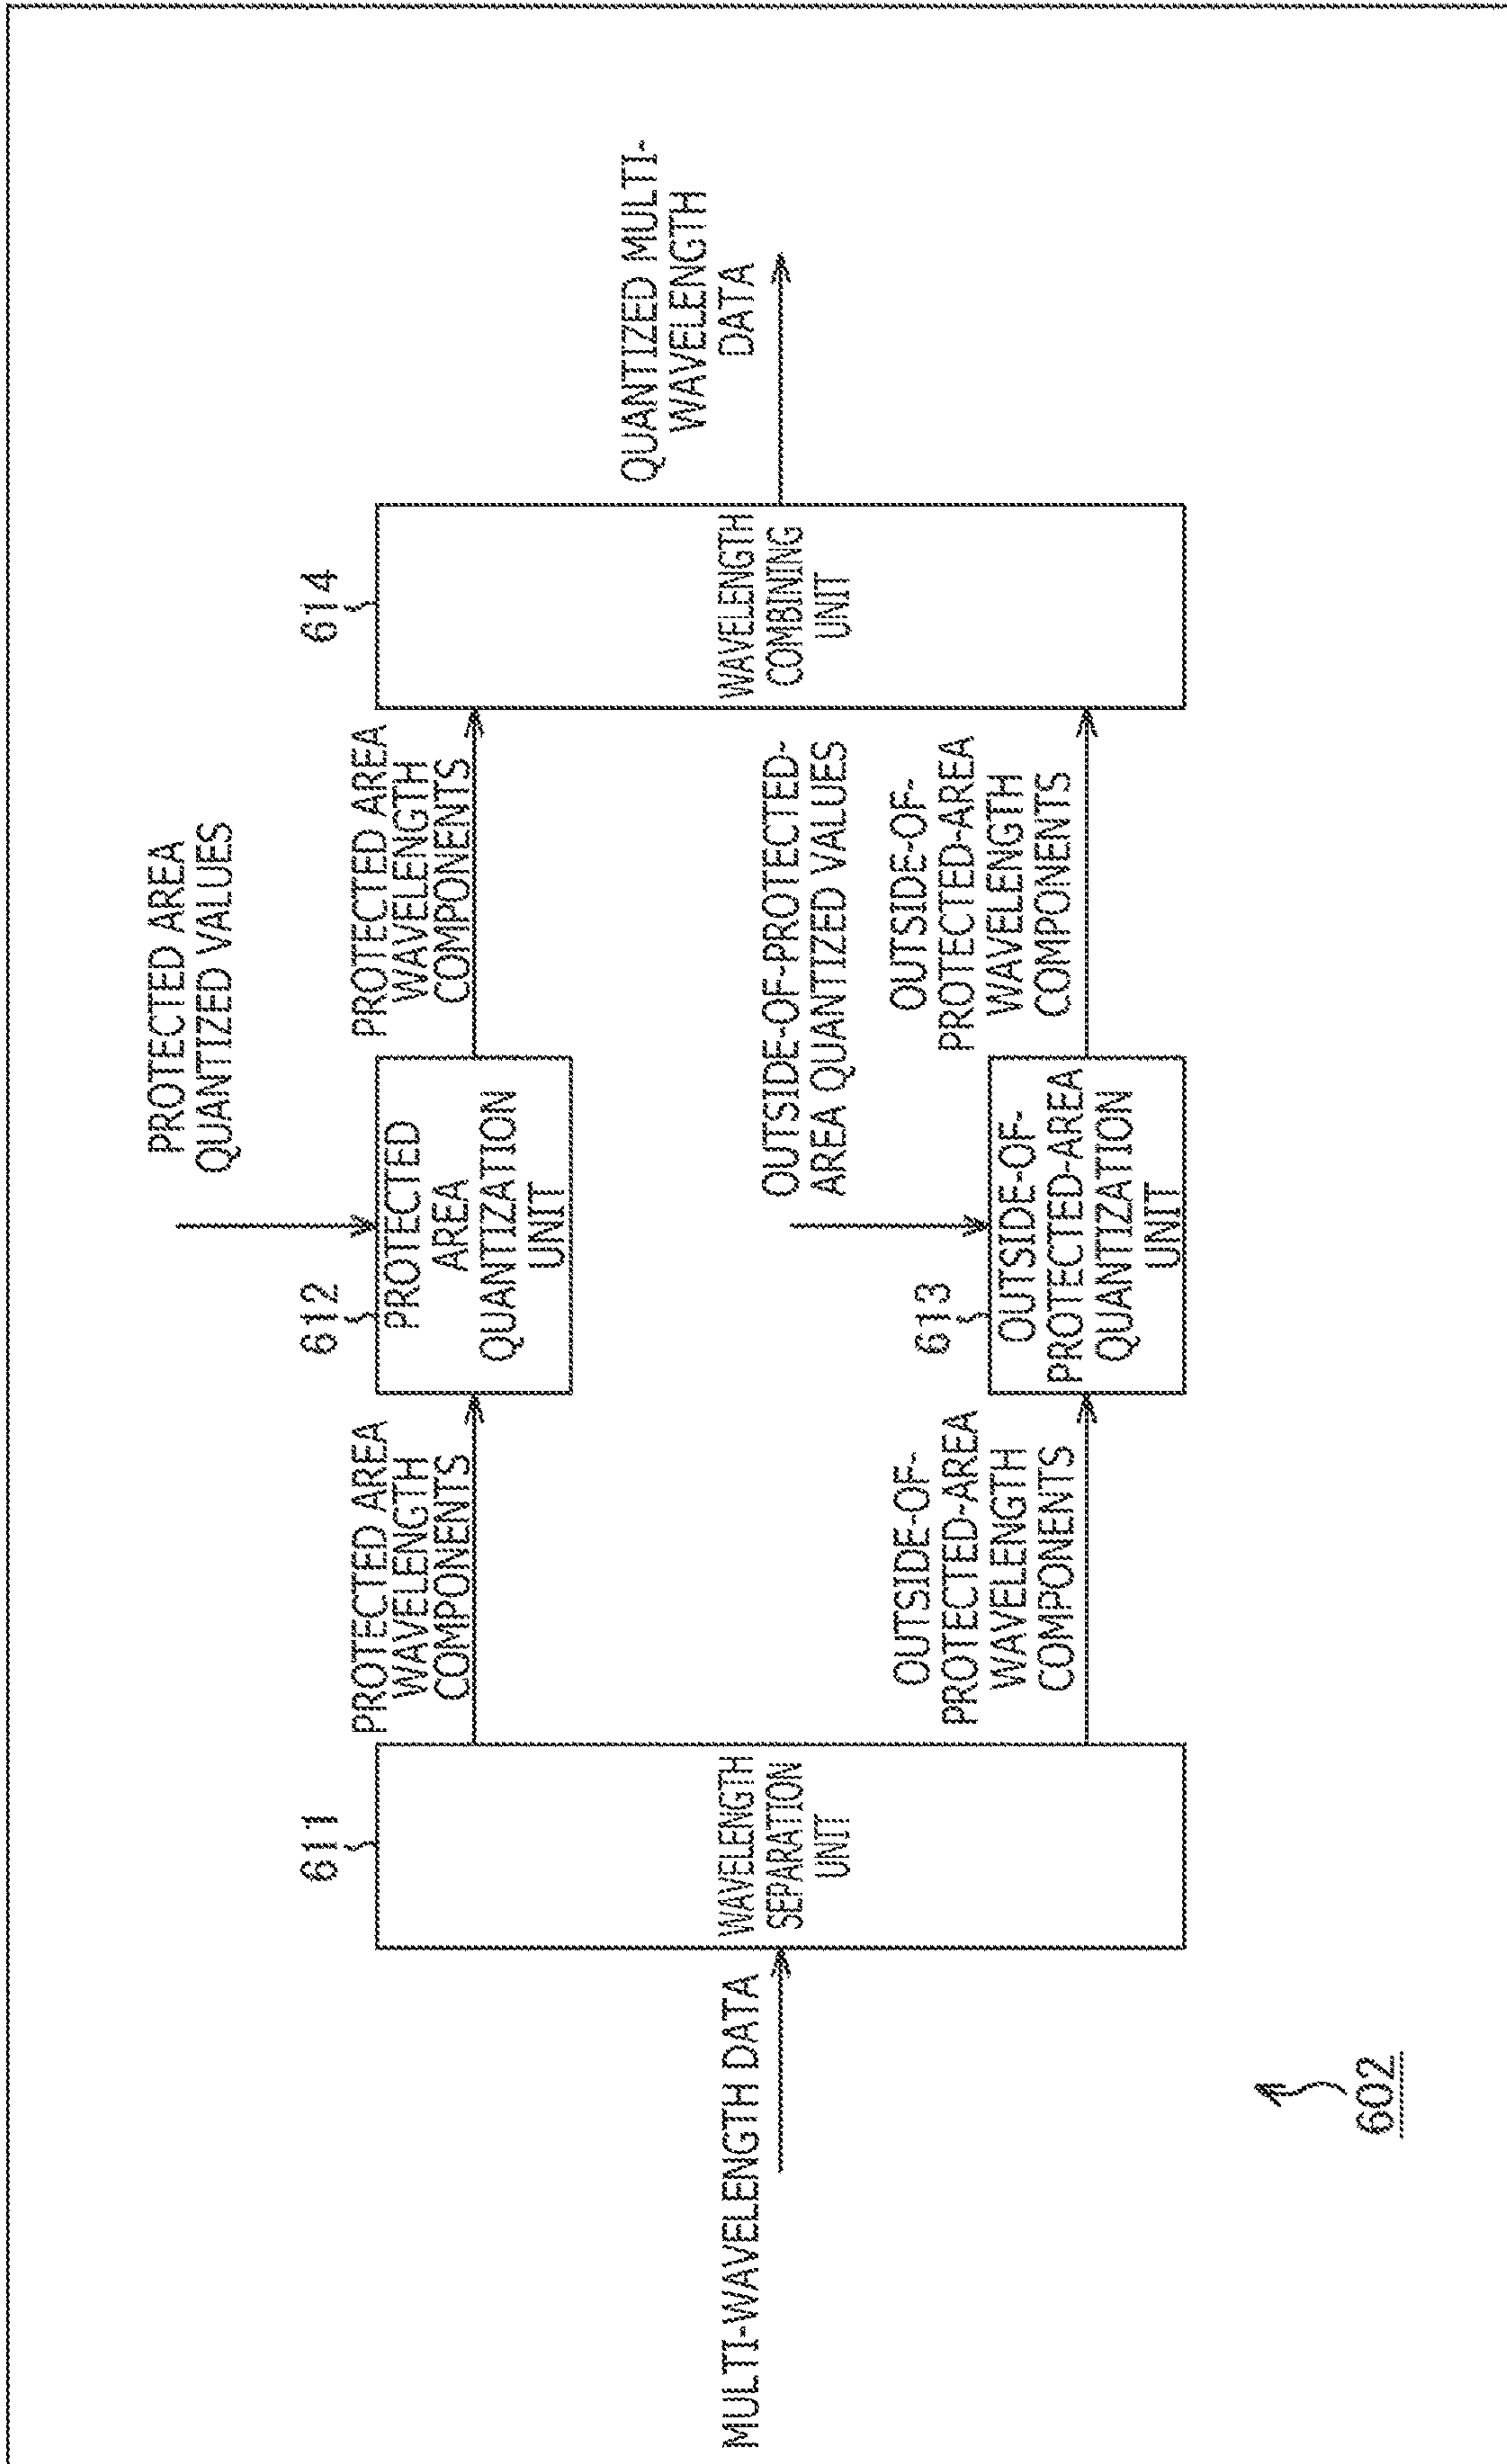 PROTECTED AREA
QUANTIZED VALUES
611
PROTECTED AREA
WAVELENGTH
COMPONENTS
612
PROTECTED
AREA
QUANTIZATION
UNIT
PROTECTED AREA
WAVELENGTH
COMPONENTS
614
MULTI-WAVELENGTH DATA
WAVELENGTH
SEPARATION
UNIT
OUTSIDE-OF-PROTECTED-
AREA QUANTIZED VALUES
WAVELENGTH
COMBINING
UNIT
QUANTIZED MULTI-
WAVELENGTH
DATA
OUTSIDE-OF-
PROTECTED-AREA
WAVELENGTH
COMPONENTS
613
OUTSIDE-OF-
PROTECTED-AREA
QUANTIZATION
UNIT
OUTSIDE-OF-
PROTECTED-AREA
WAVELENGTH
COMPONENTS
602